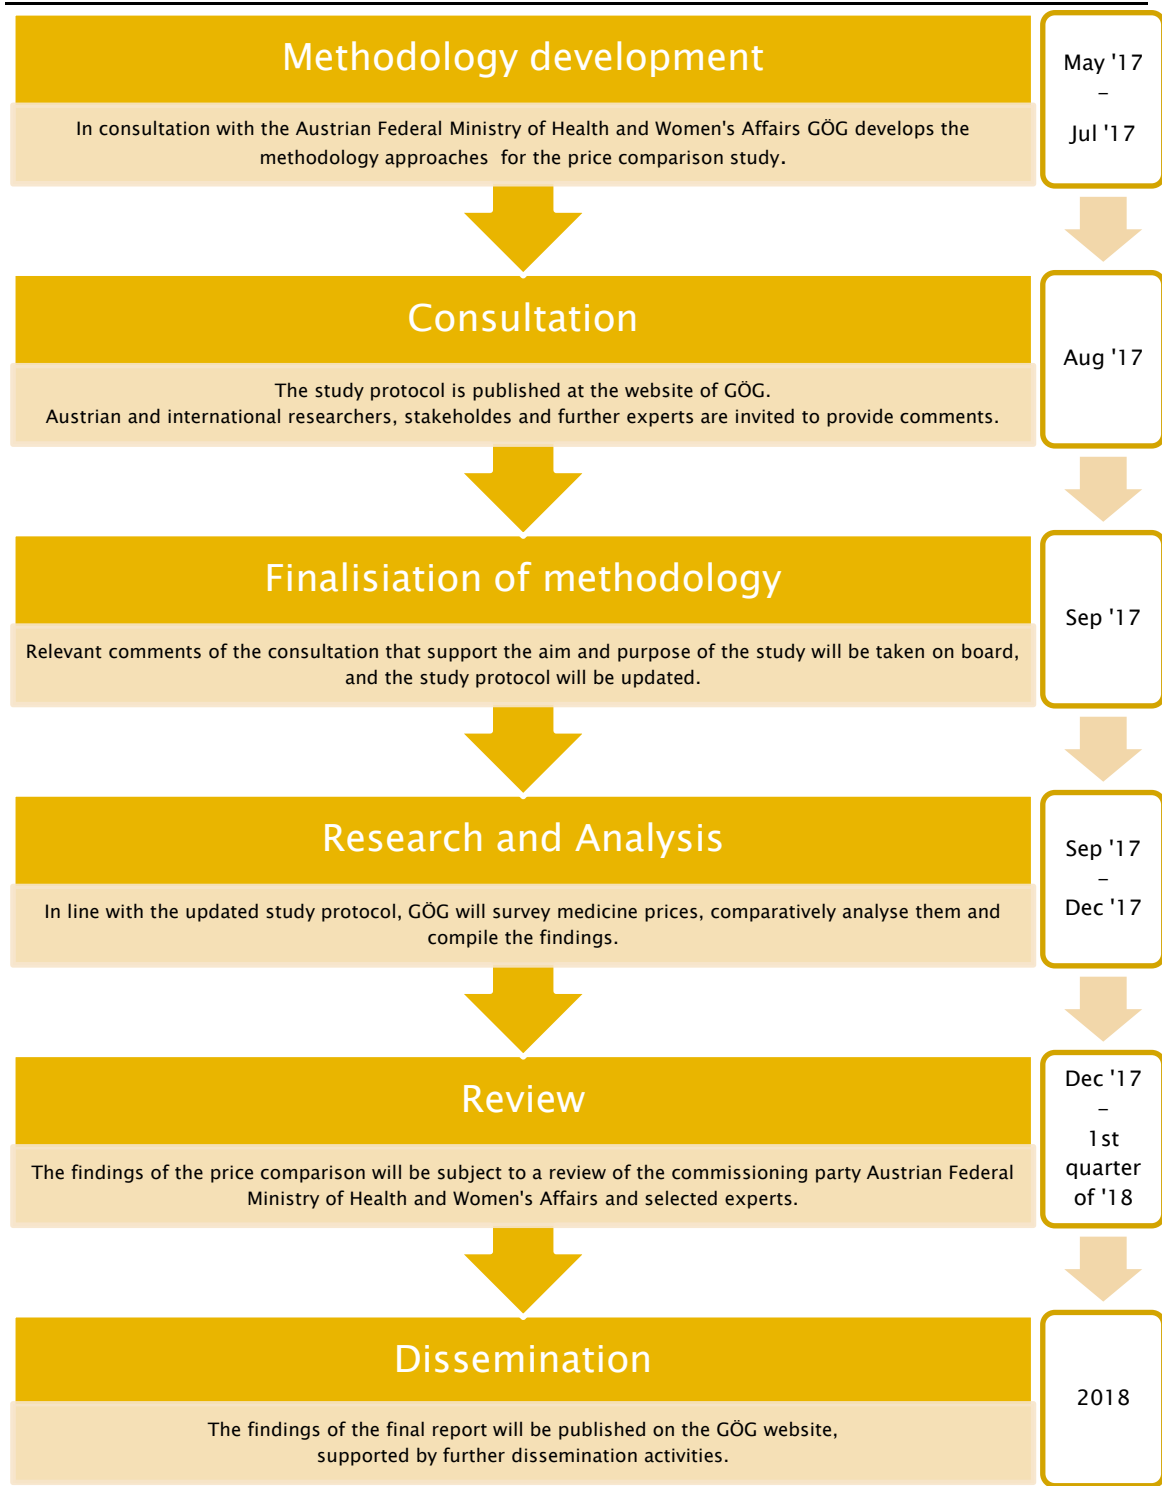 Methodology development
In consultation with the Austrian Federal Ministry of Health and Women's Affairs GÖG develops the
methodology approaches for the price comparison study.
May '17
–
Jul '17
Consultation
The study protocol is published at the website of GÖG.
Austrian and international researchers, stakeholdes and further experts are invited to provide comments.
Aug '17
Finalisiation of methodology
Relevant comments of the consultation that support the aim and purpose of the study will be taken on board,
and the study protocol will be updated.
Sep '17
Research and Analysis
In line with the updated study protocol, GÖG will survey medicine prices, comparatively analyse them and
compile the findings.
Sep '17
–
Dec '17
Review
The findings of the price comparison will be subject to a review of the commissioning party Austrian Federal
Ministry of Health and Women's Affairs and selected experts.
Dec '17
–
1st
quarter
of '18
Dissemination
The findings of the final report will be published on the GÖG website,
supported by further dissemination activities.
2018